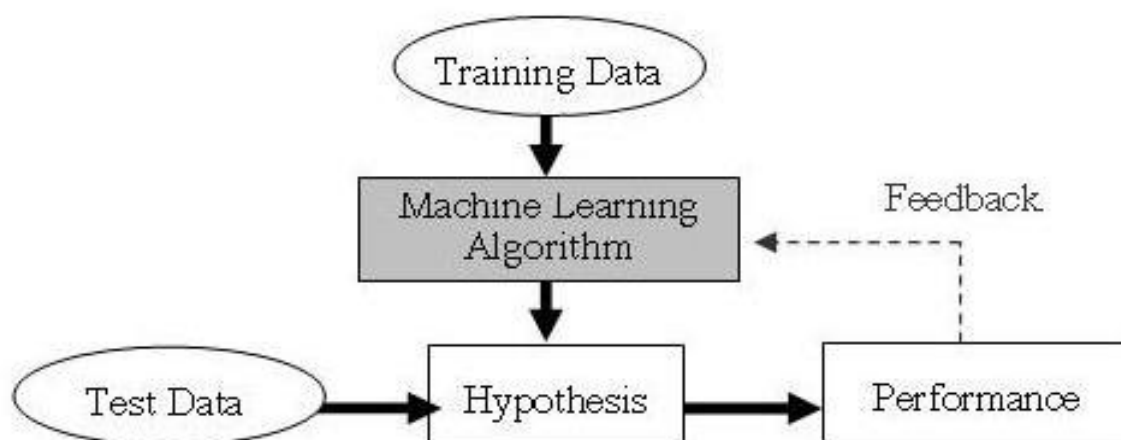 Training Data
Machine Learning
Algorithm
Feedback
Test Data
Hypothesis
Performance